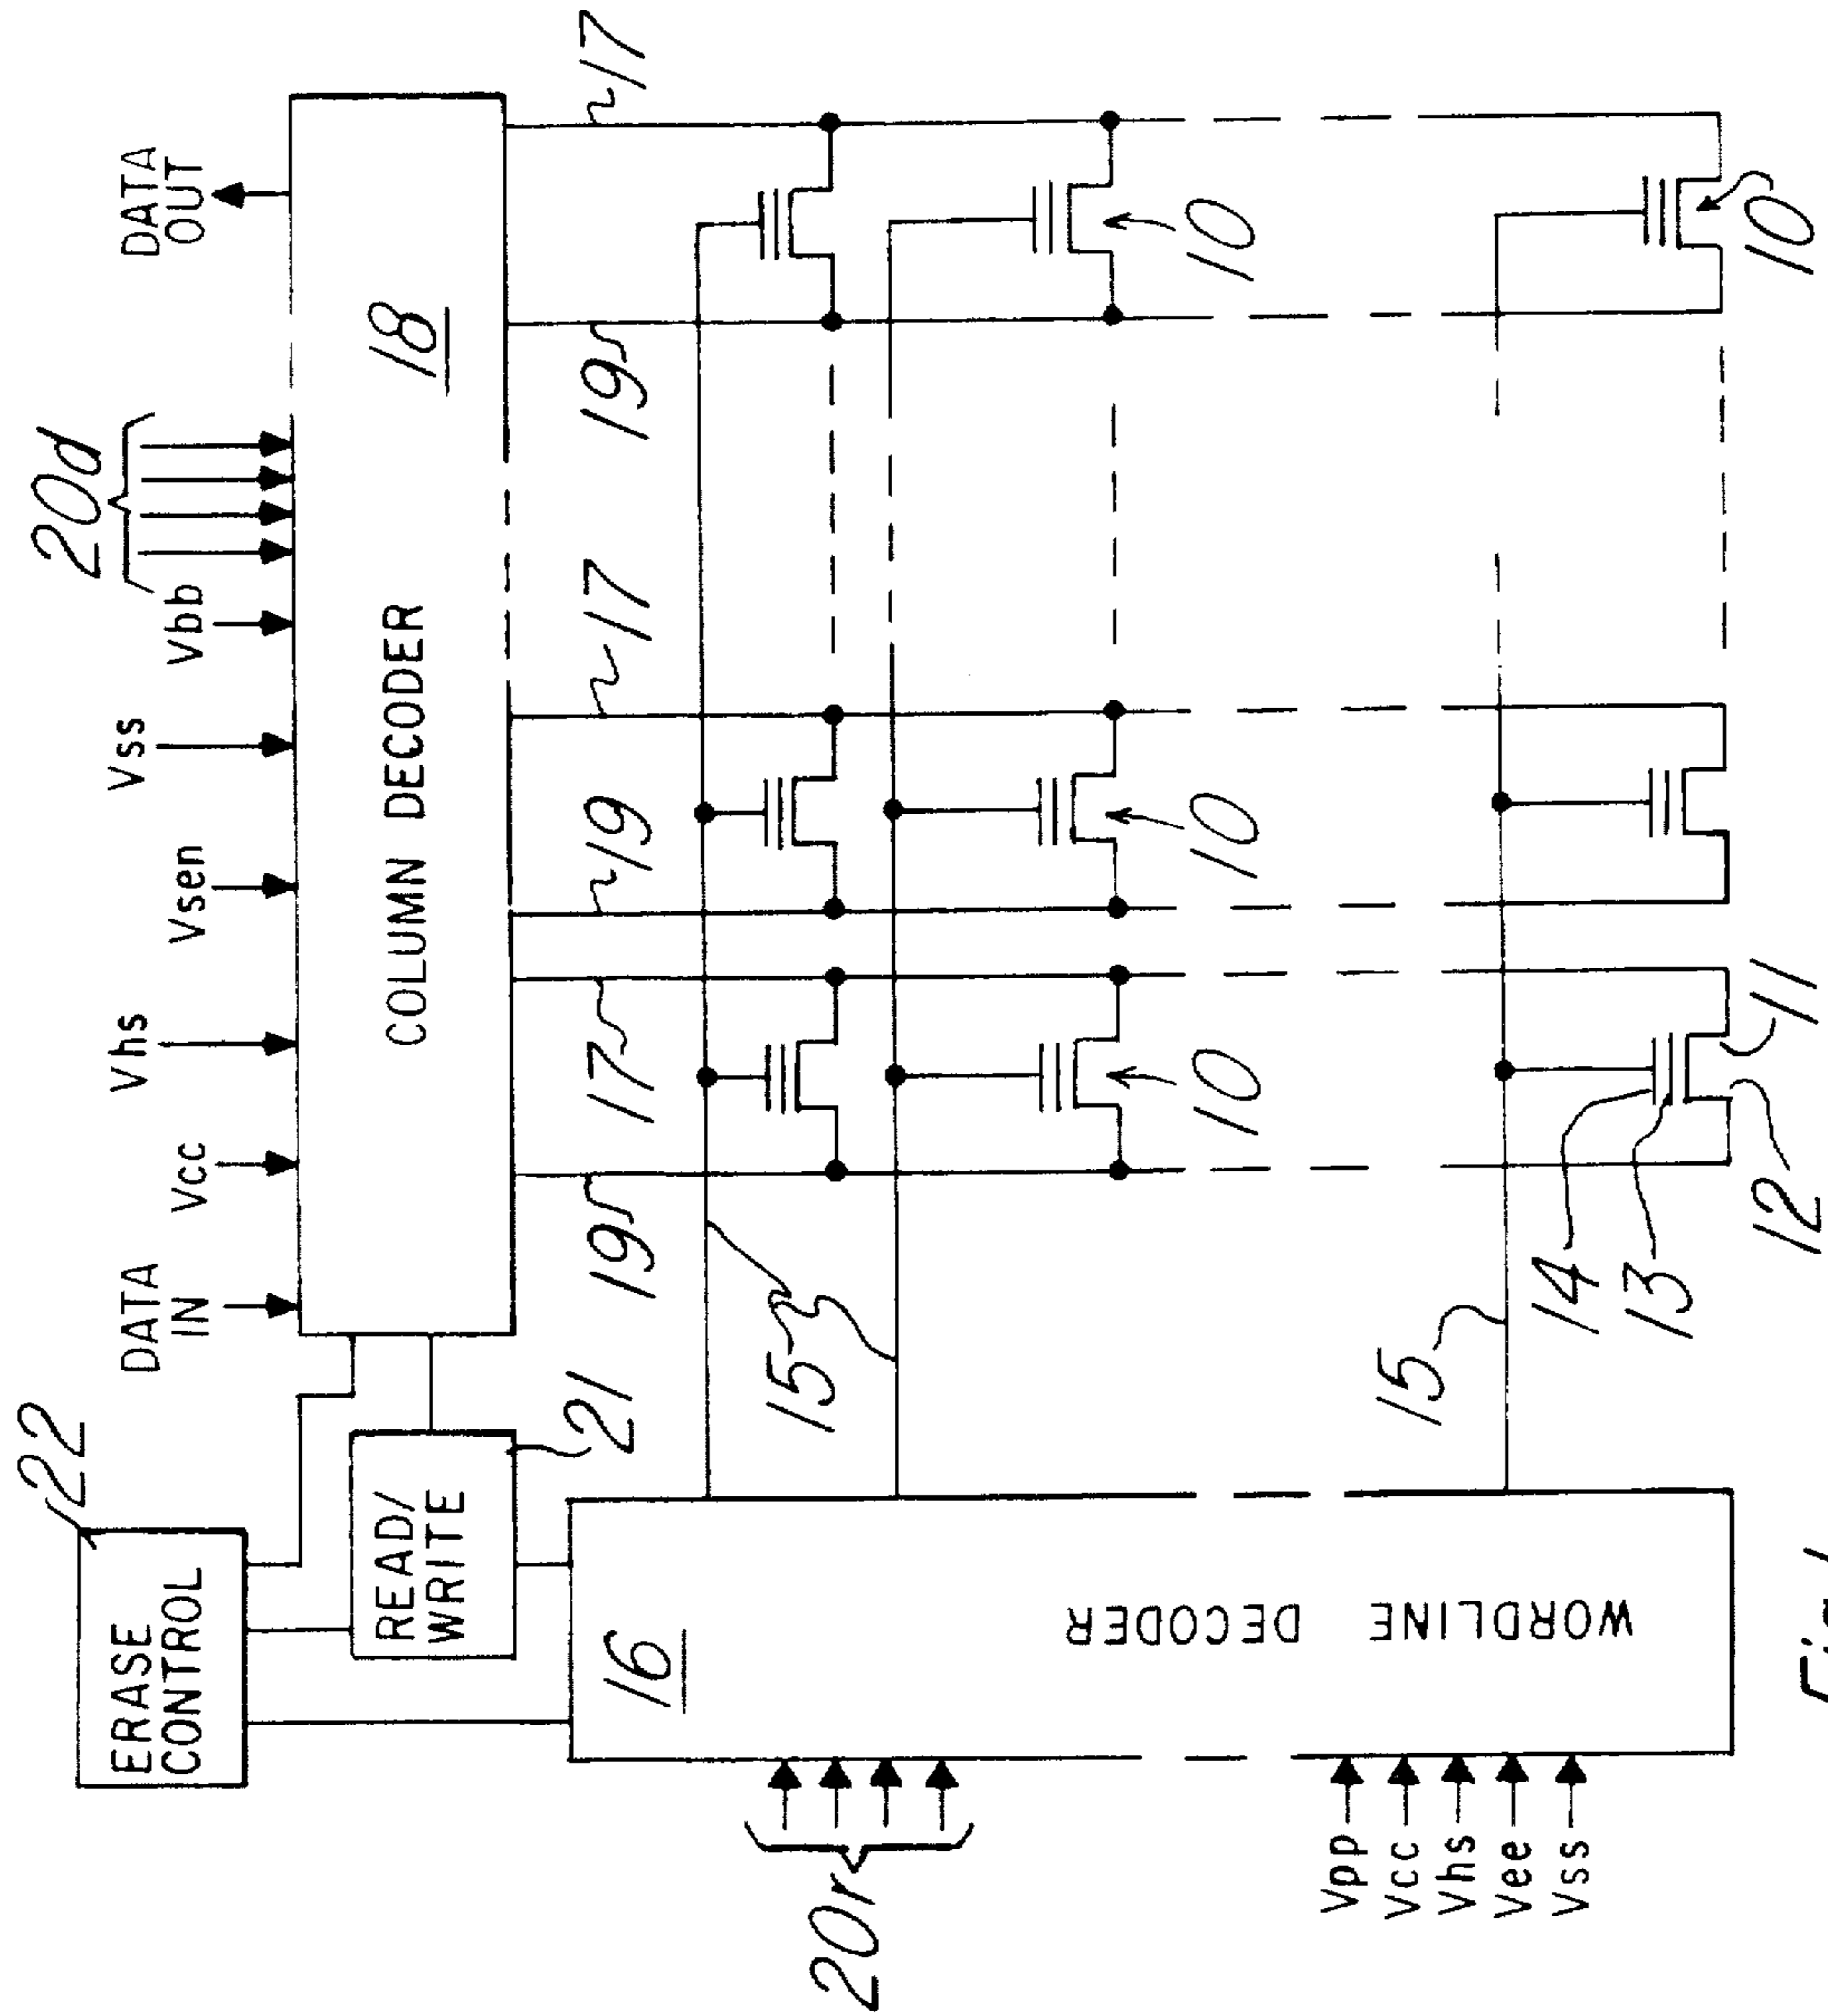 22
ERASE
CONTROL
READ/
WRITE
21
DATA
IN
Vcc
Vhs
Vsen
Vss
Vbb
20d
DATA
OUT
COLUMN DECODER
18
19
17
19
17
19
17
16
WORDLINE DECODER
15
15
20r
Vpp
Vcc
Vhs
Vee
Vss
10
10
10
10
14
13
12
11